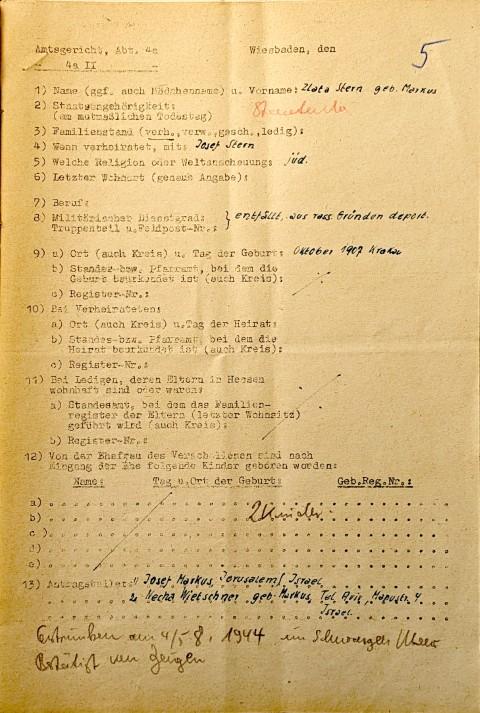 Amtsgericht, Abt. 4a Wiesbaden, den 5
4a II
1) Name (ggf. auch Mädchenname) u. Vorname: Zlata Stern geb. Markus
2) Staatsangehörigkeit:
(am mutmaßlichen Todestag)
3) Familienstand (verh., verw., gesch., ledig):
4) Wenn verheiratet, mit: Josef Stern
5) Welche Religion oder Weltanschauung: jüd.
6) Letzter Wohnort (genaue Angabe):
7) Beruf:
8) Militärischer Dienstgrad: } entfällt, aus rass. Gründen deport.
Truppenteil u. Feldpost-Nr.:
9) a) Ort (auch Kreis) u. Tag der Geburt: Oktober 1907 Krakau
b) Standes- bzw. Pfarramt, bei dem die
Geburt beurkundet ist (auch Kreis):
c) Register-Nr.:
10) Bei Verheirateten:
a) Ort (auch Kreis) u. Tag der Heirat:
b) Standes- bzw. Pfarramt, bei dem die
Heirat beurkundet ist (auch Kreis):
c) Register-Nr.:
11) Bei Ledigen, deren Eltern in Hessen
wohnhaft sind oder waren:
a) Standesamt, bei dem das Familien-
register der Eltern (letzter Wohnsitz)
geführt wird (auch Kreis):
b) Register-Nr.:
12) Von der Ehefrau des Verschollenen sind nach
Eingang der Ehe folgende Kinder geboren worden:
Name: Tag u. Ort der Geburt: Geb.Reg.Nr.:
a)
b) 2 Kinder
c)
d)
e)
13) Antragsteller: 1) Josef Markus, Jerusalem, Israel
2. Necha Wietschner geb. Markus, Tel Aviv, Mapustr. 4
Israel
Ertrunken am 4/5 8. 1944 im Schwarzen Meer
Bestätigt von Zeugen